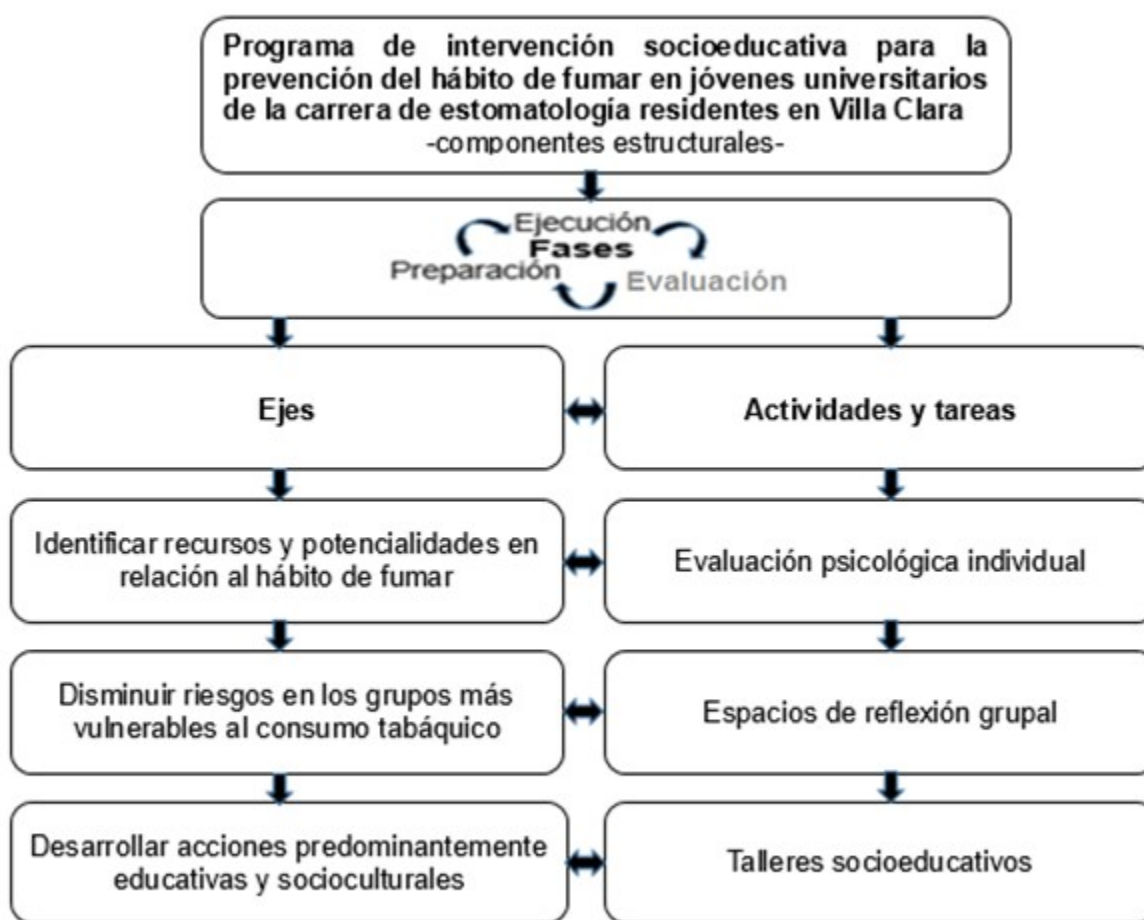 Programa de intervención socioeducativa para la
prevención del hábito de fumar en jóvenes universitarios
de la carrera de estomatología residentes en Villa Clara
-componentes estructurales-
Ejecución
Fases
Preparación
Evaluación
Ejes
Actividades y tareas
Identificar recursos y potencialidades en
relación al hábito de fumar
Evaluación psicológica individual
Disminuir riesgos en los grupos más
vulnerables al consumo tabáquico
Espacios de reflexión grupal
Desarrollar acciones predominantemente
educativas y socioculturales
Talleres socioeducativos